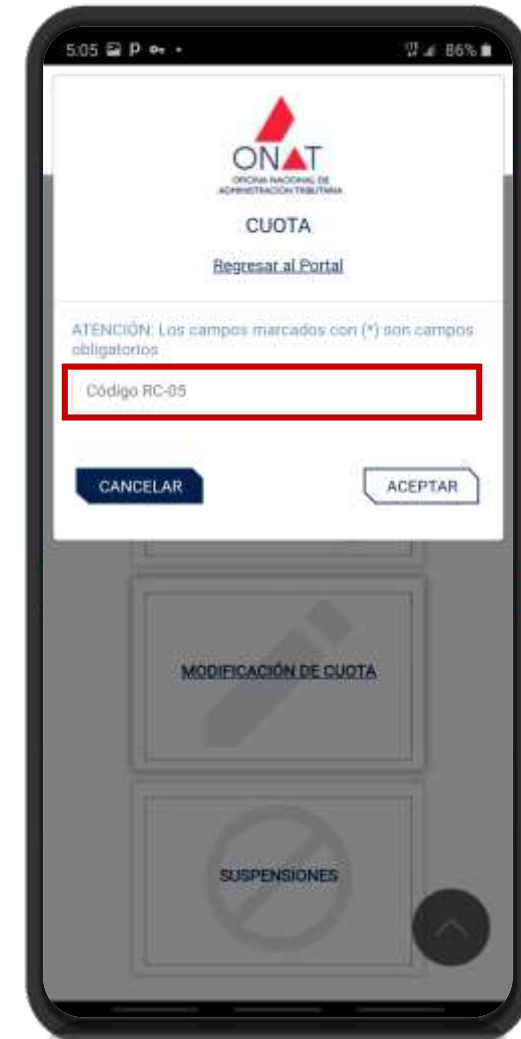 5:05
86%
ONAT
OFICINA NACIONAL DE
ADMINISTRACIÓN TRIBUTARIA
CUOTA
Regresar al Portal
ATENCIÓN: Los campos marcados con (*) son campos
obligatorios
Código RC-05
CANCELAR
ACEPTAR
MODIFICACIÓN DE CUOTA
SUSPENSIONES